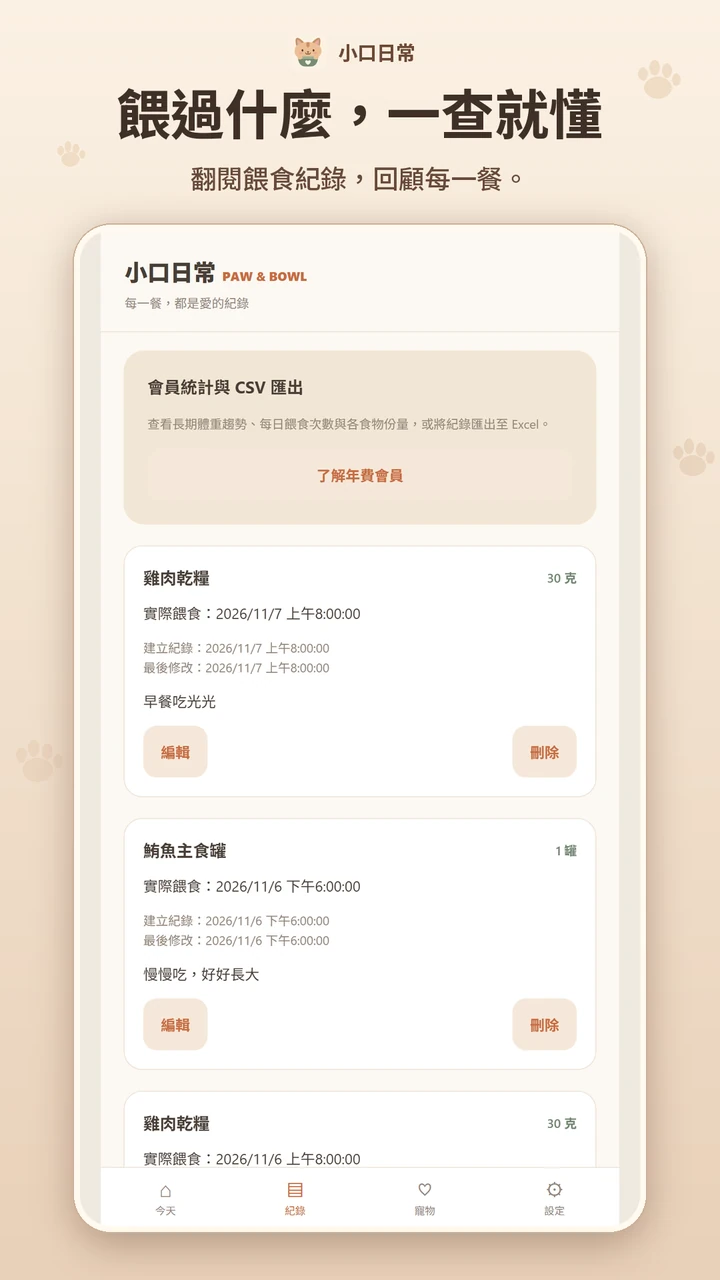 小口日常
餵過什麼，一查就懂
翻閱餵食紀錄，回顧每一餐。
小口日常 PAW & BOWL
每一餐，都是愛的紀錄
會員統計與 CSV 匯出
查看長期體重趨勢、每日餵食次數與各食物份量，或將紀錄匯出至 Excel。
了解年費會員
雞肉乾糧 30 克
實際餵食：2026/11/7 上午8:00:00
建立紀錄：2026/11/7 上午8:00:00
最後修改：2026/11/7 上午8:00:00
早餐吃光光
編輯 刪除
鮪魚主食罐 1 罐
實際餵食：2026/11/6 下午6:00:00
建立紀錄：2026/11/6 下午6:00:00
最後修改：2026/11/6 下午6:00:00
慢慢吃，好好長大
編輯 刪除
雞肉乾糧 30 克
實際餵食：2026/11/6 上午8:00:00
今天 紀錄 寵物 設定